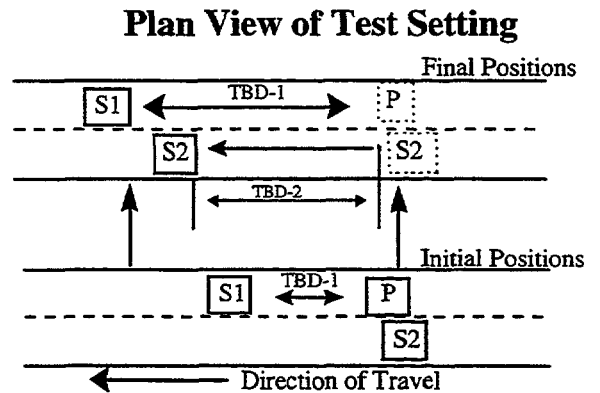 Plan View of Test Setting
Final Positions
S1
TBD-1
P
S2
S2
TBD-2
Initial Positions
TBD-1
S1
P
S2
Direction of Travel